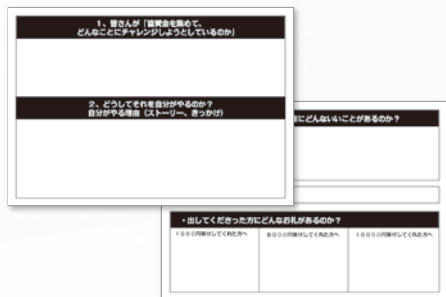 1、皆さんが「協賛金を集めて、
どんなことにチャレンジしようとしているのか」
2、どうしてそれを自分がやるのか？
自分がやる理由（ストーリー、きっかけ）
にどんないいことがあるのか？
・出してくださった方にどんなお礼があるのか？
1000円寄付してくれた方へ
5000円寄付してくれた方へ
10000円寄付してくれた方へ